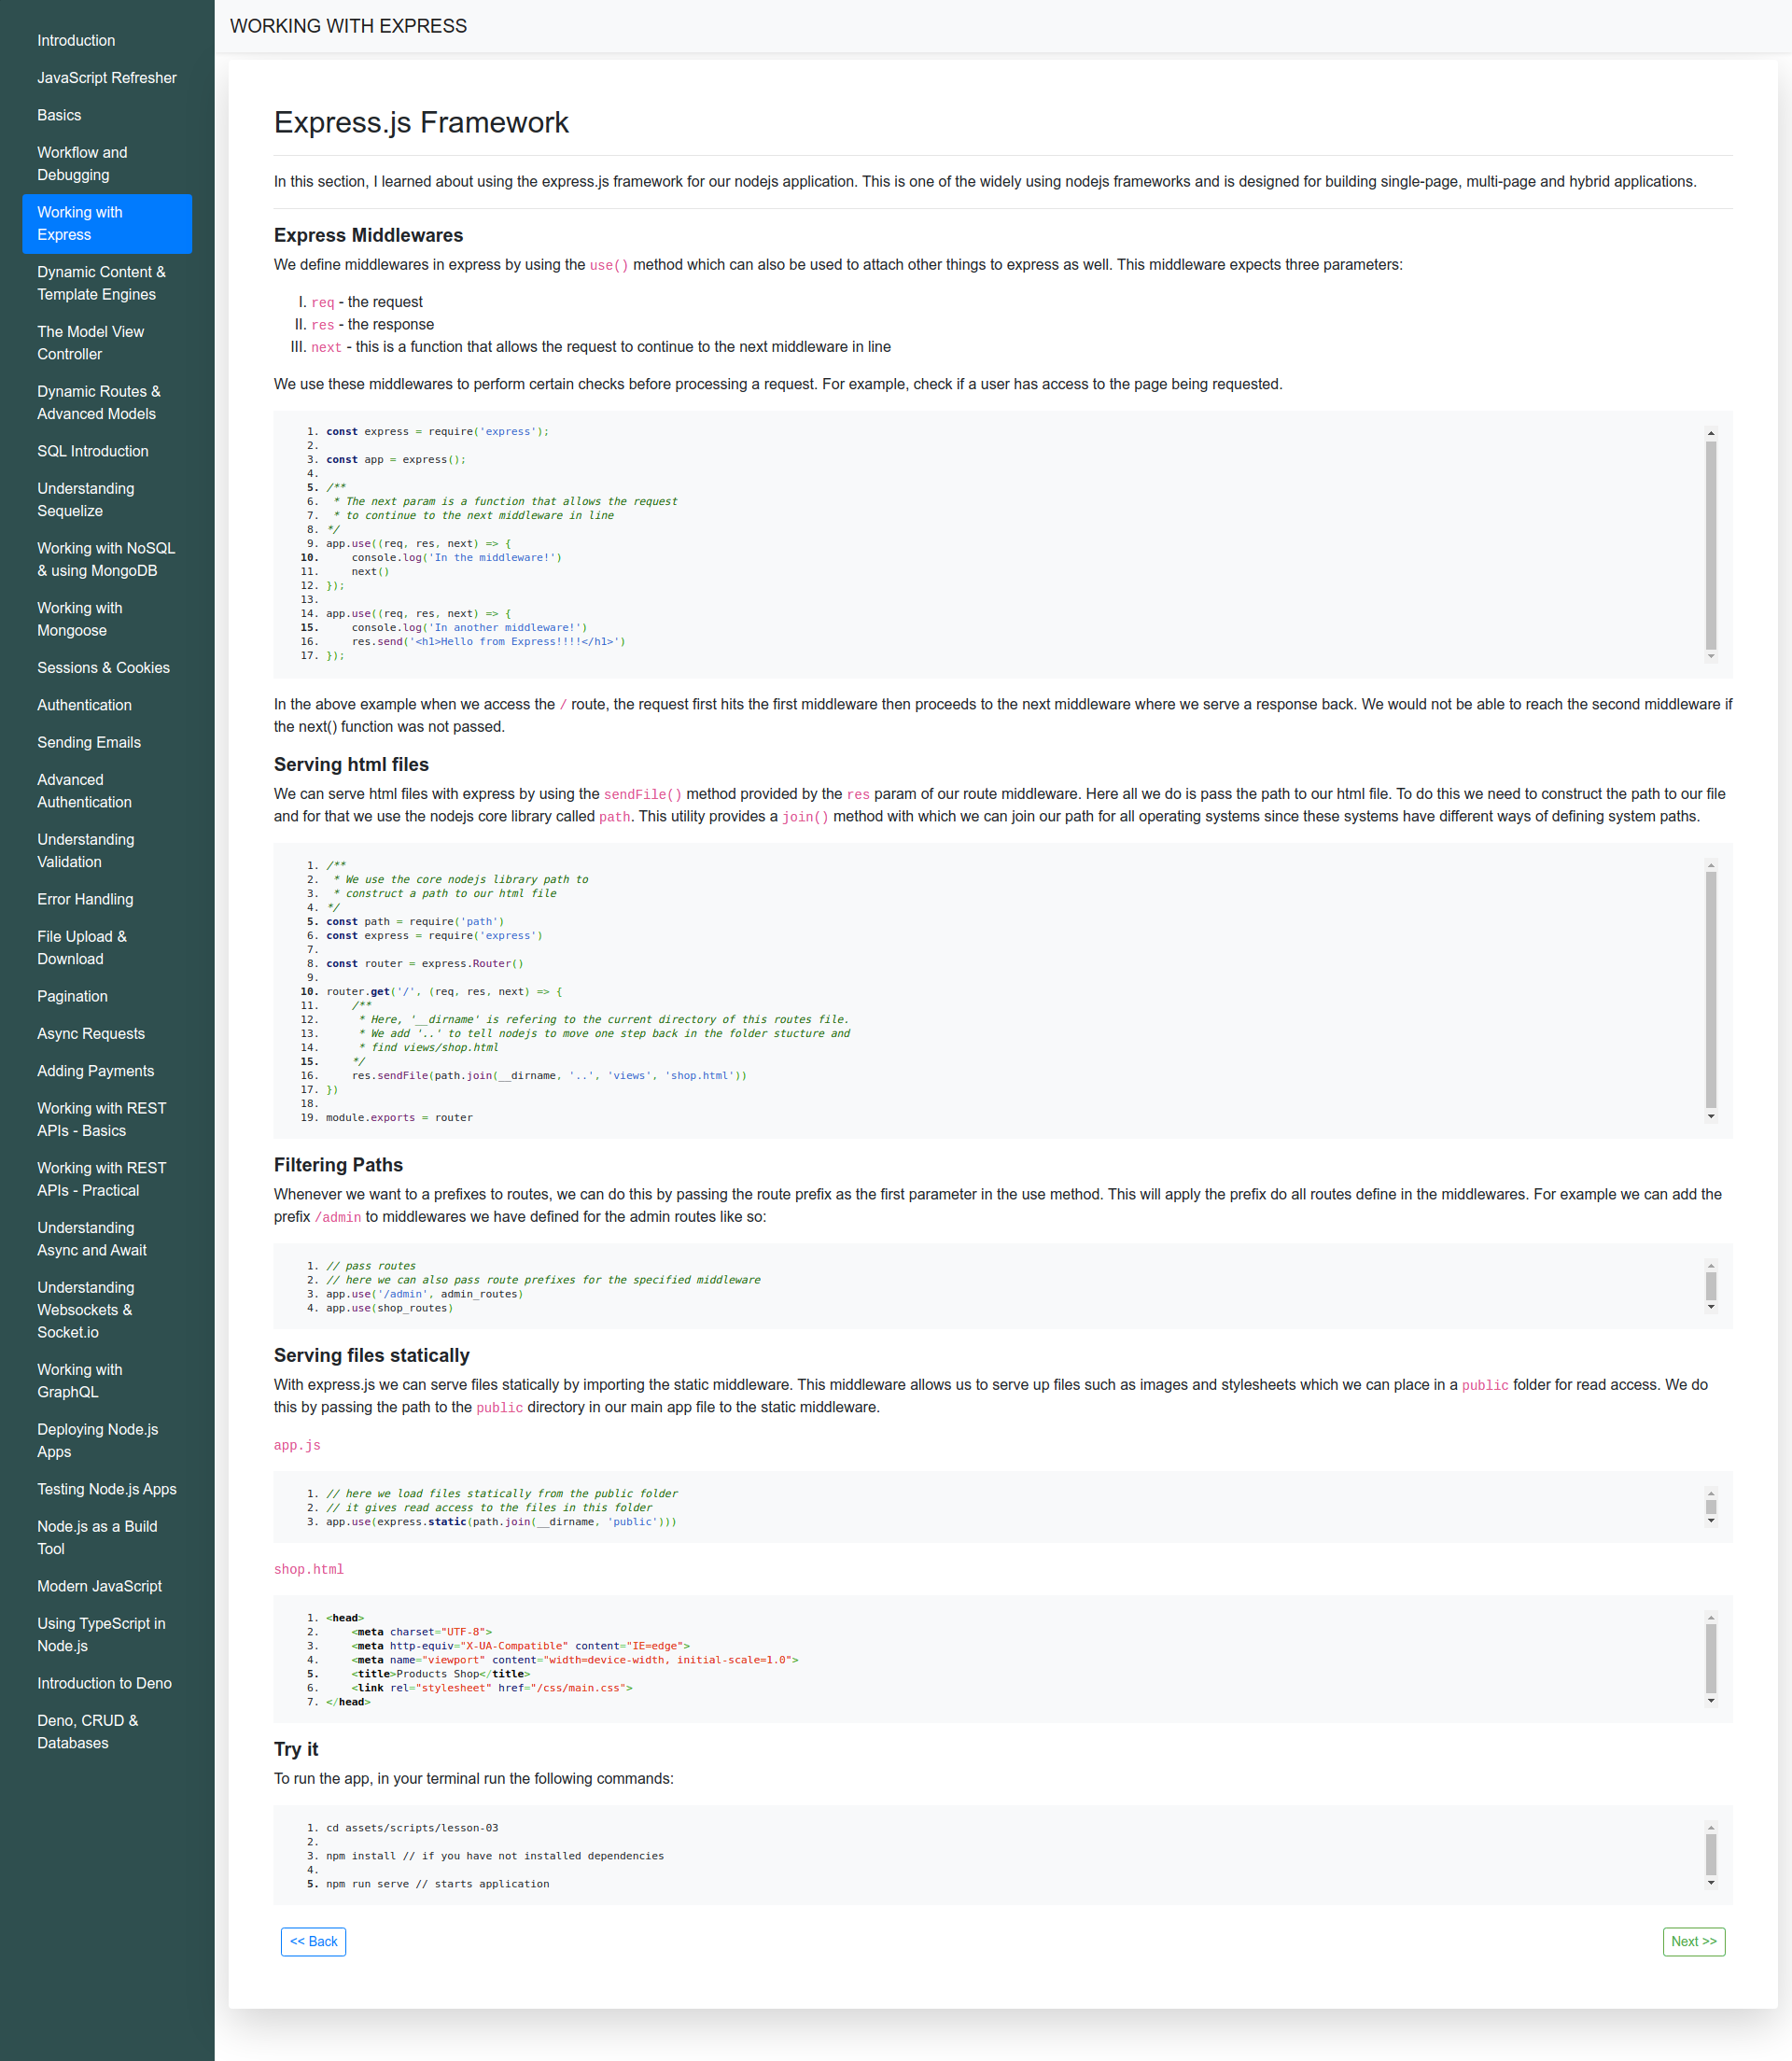 Introduction
JavaScript Refresher
Basics
Workflow and
Debugging
Working with
Express
Dynamic Content &
Template Engines
The Model View
Controller
Dynamic Routes &
Advanced Models
SQL Introduction
Understanding
Sequelize
Working with NoSQL
& using MongoDB
Working with
Mongoose
Sessions & Cookies
Authentication
Sending Emails
Advanced
Authentication
Understanding
Validation
Error Handling
File Upload &
Download
Pagination
Async Requests
Adding Payments
Working with REST
APIs - Basics
Working with REST
APIs - Practical
Understanding
Async and Await
Understanding
Websockets &
Socket.io
Working with
GraphQL
Deploying Node.js
Apps
Testing Node.js Apps
Node.js as a Build
Tool
Modern JavaScript
Using TypeScript in
Node.js
Introduction to Deno
Deno, CRUD &
Databases
WORKING WITH EXPRESS
Express.js Framework
In this section, I learned about using the express.js framework for our nodejs application. This is one of the widely using nodejs frameworks and is designed for building single-page, multi-page and hybrid applications.
Express Middlewares
We define middlewares in express by using the use() method which can also be used to attach other things to express as well. This middleware expects three parameters:
I. req - the request
II. res - the response
III. next - this is a function that allows the request to continue to the next middleware in line
We use these middlewares to perform certain checks before processing a request. For example, check if a user has access to the page being requested.
1. const express = require('express');
2.
3. const app = express();
4.
5. /**
6. * The next param is a function that allows the request
7. * to continue to the next middleware in line
8. */
9. app.use((req, res, next) => {
10. console.log('In the middleware!')
11. next()
12. });
13.
14. app.use((req, res, next) => {
15. console.log('In another middleware!')
16. res.send('<h1>Hello from Express!!!!</h1>')
17. });
In the above example when we access the / route, the request first hits the first middleware then proceeds to the next middleware where we serve a response back. We would not be able to reach the second middleware if
the next() function was not passed.
Serving html files
We can serve html files with express by using the sendFile() method provided by the res param of our route middleware. Here all we do is pass the path to our html file. To do this we need to construct the path to our file
and for that we use the nodejs core library called path. This utility provides a join() method with which we can join our path for all operating systems since these systems have different ways of defining system paths.
1. /**
2. * We use the core nodejs library path to
3. * construct a path to our html file
4. */
5. const path = require('path')
6. const express = require('express')
7.
8. const router = express.Router()
9.
10. router.get('/', (req, res, next) => {
11. /**
12. * Here, '__dirname' is refering to the current directory of this routes file.
13. * We add '..' to tell nodejs to move one step back in the folder stucture and
14. * find views/shop.html
15. */
16. res.sendFile(path.join(__dirname, '..', 'views', 'shop.html'))
17. })
18.
19. module.exports = router
Filtering Paths
Whenever we want to a prefixes to routes, we can do this by passing the route prefix as the first parameter in the use method. This will apply the prefix do all routes define in the middlewares. For example we can add the
prefix /admin to middlewares we have defined for the admin routes like so:
1. // pass routes
2. // here we can also pass route prefixes for the specified middleware
3. app.use('/admin', admin_routes)
4. app.use(shop_routes)
Serving files statically
With express.js we can serve files statically by importing the static middleware. This middleware allows us to serve up files such as images and stylesheets which we can place in a public folder for read access. We do
this by passing the path to the public directory in our main app file to the static middleware.
app.js
1. // here we load files statically from the public folder
2. // it gives read access to the files in this folder
3. app.use(express.static(path.join(__dirname, 'public')))
shop.html
1. <head>
2. <meta charset="UTF-8">
3. <meta http-equiv="X-UA-Compatible" content="IE=edge">
4. <meta name="viewport" content="width=device-width, initial-scale=1.0">
5. <title>Products Shop</title>
6. <link rel="stylesheet" href="/css/main.css">
7. </head>
Try it
To run the app, in your terminal run the following commands:
1. cd assets/scripts/lesson-03
2.
3. npm install // if you have not installed dependencies
4.
5. npm run serve // starts application
<< Back
Next >>